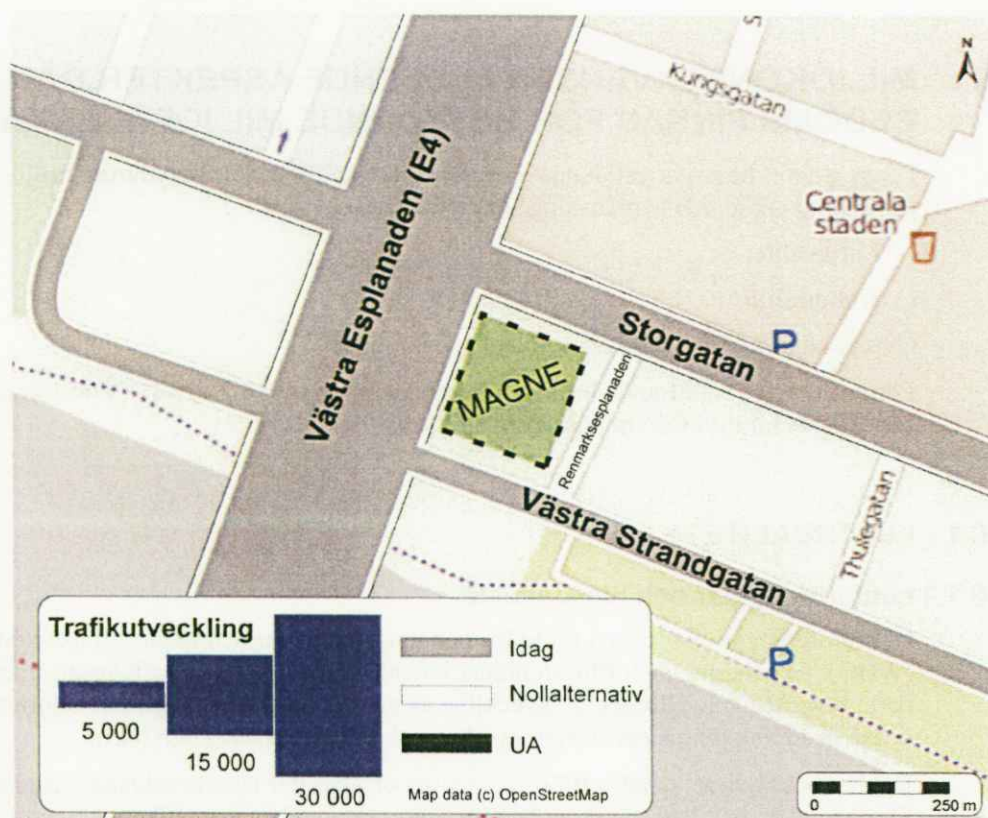 N
Kungsgatan
Centrala
staden
Västra Esplanaden (E4)
Storgatan
P
MAGNE
Renmarksesplanaden
Västra Strandgatan
Thulegatan
P
Trafikutveckling
5 000
15 000
30 000
Idag
Nollalternativ
UA
Map data (c) OpenStreetMap
0
250 m